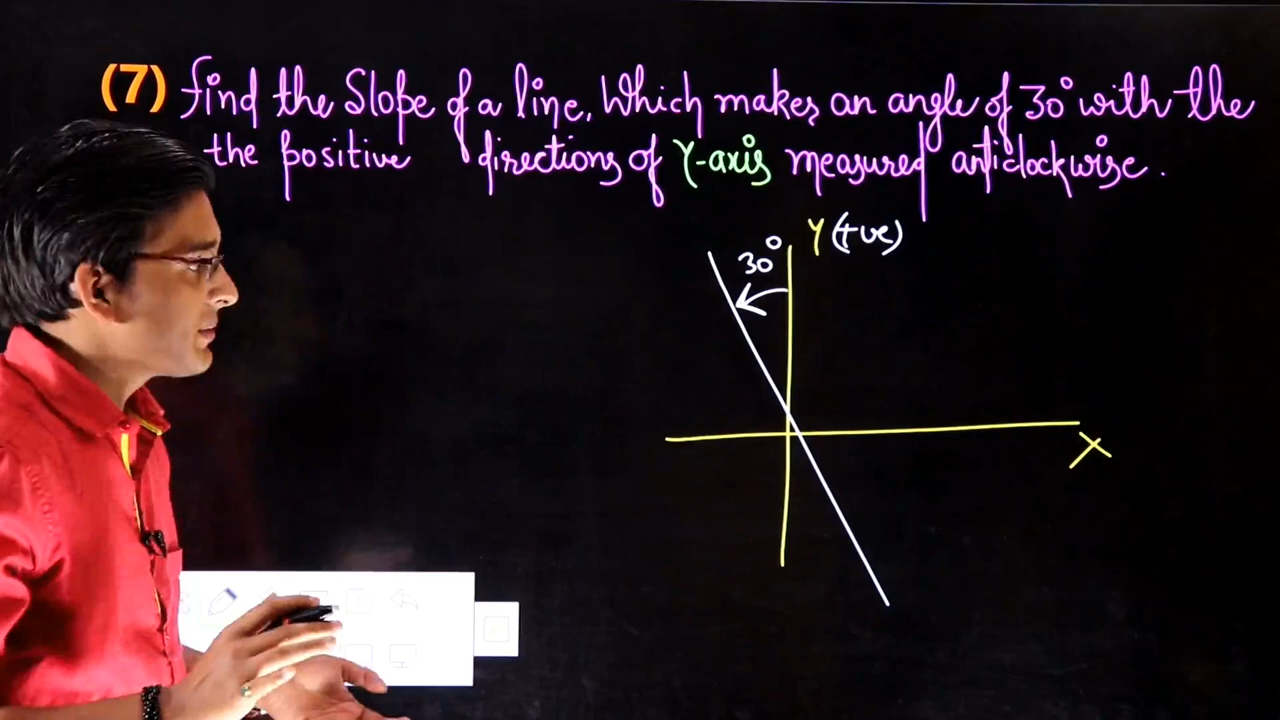 (7) Find the Slope of a line, Which makes an angle of 30° with the
the positive directions of Y-axis measured anticlockwise.
Y (+ve)
30°
X